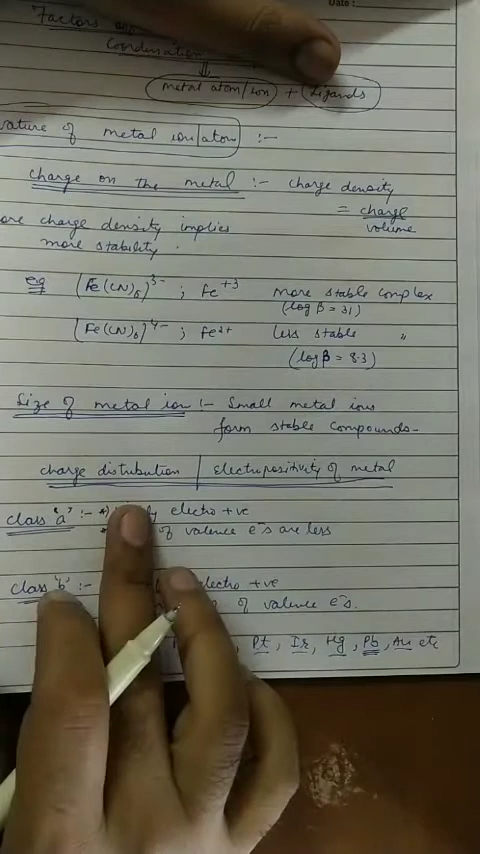 Date :
Factors
Coordination
⇓
metal atom/ion + Ligands
nature of metal ion/atom :-
charge on the metal :- charge density
= charge
volume
ore charge density implies
more stability .
eg [Fe(CN)6]3- ; Fe+3 more stable complex
(log β = 31)
[Fe(CN)6]4- ; Fe2+ less stable "
(log β = 8.3)
Size of metal ion :- Small metal ions
form stable compounds-
charge distribution | electropositivity of metal
class 'a' :- electro +ve
of valence e-s are less
class 'b' :- electro +ve
of valence e-s.
, Pt, Ir, Hg, Pb, Au etc